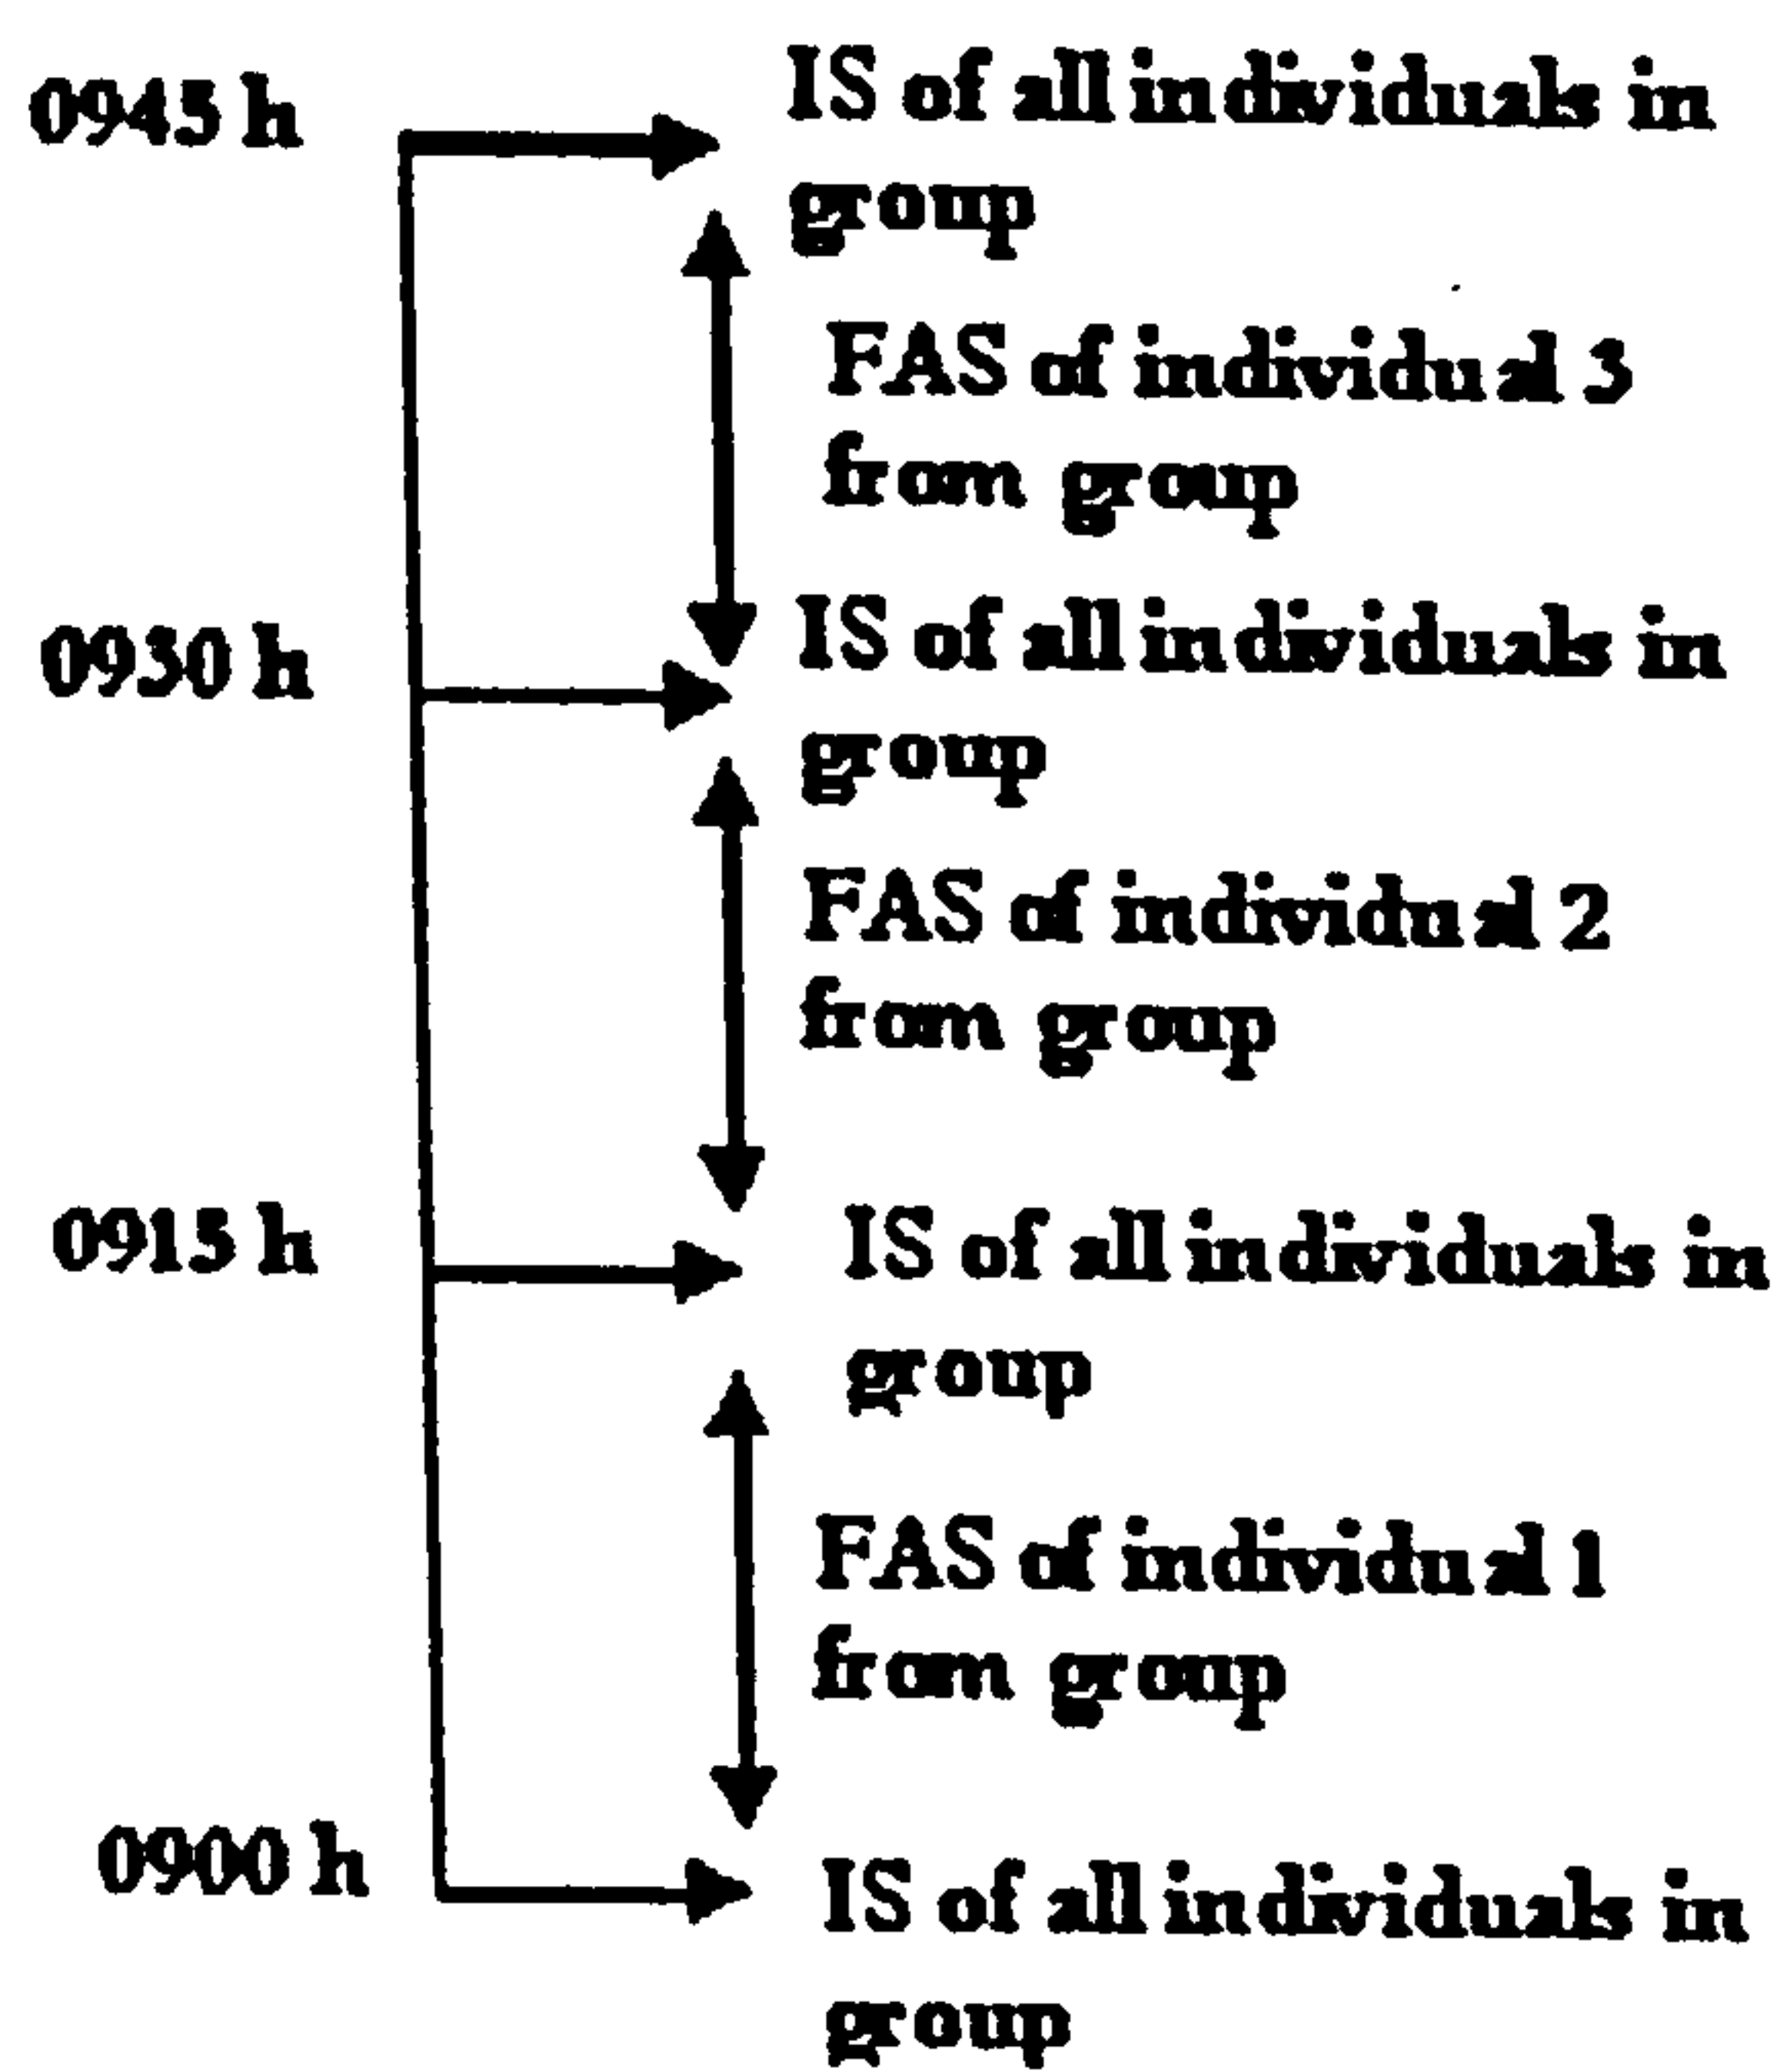 0945 h
IS of all individuals in
group
FAS of individual 3
from group
0930 h
IS of all individuals in
group
FAS of individual 2
from group
0915 h
IS of all individuals in
group
FAS of individual 1
from group
0900 h
IS of all individuals in
group